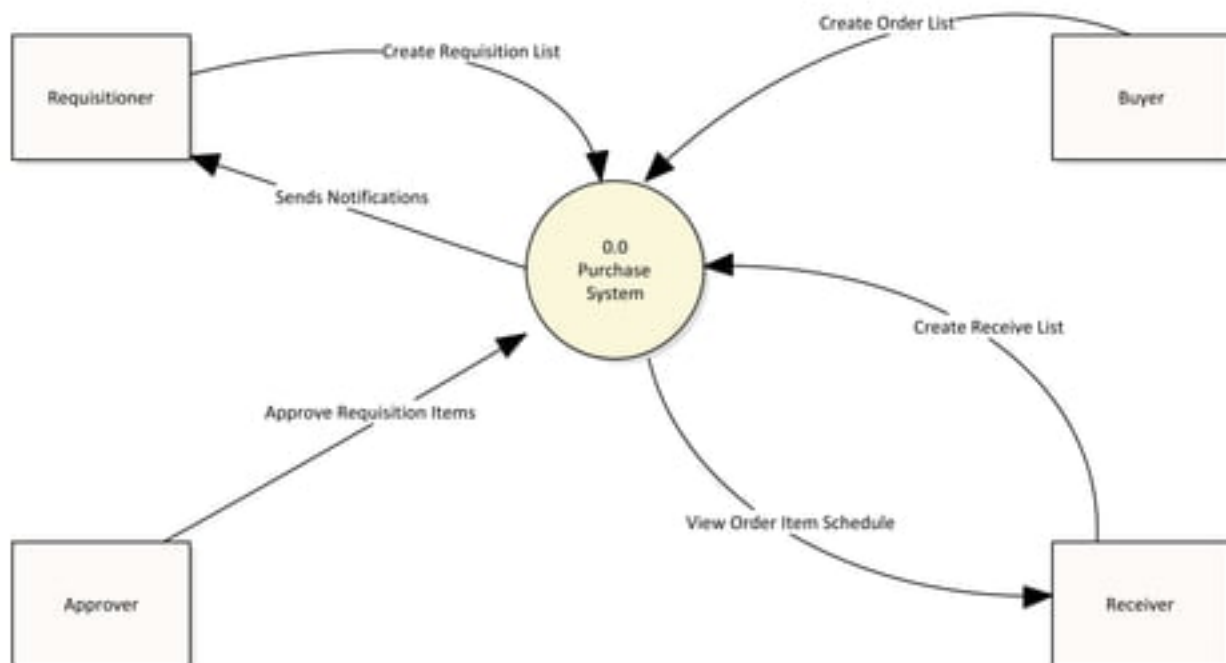 Create Order List
Create Requisition List
Requisitioner
Buyer
Sends Notifications
0.0
Purchase
System
Create Receive List
Approve Requisition Items
View Order Item Schedule
Approver
Receiver